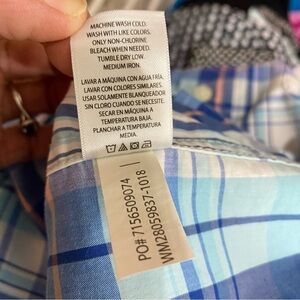 MACHINE WASH COLD.
WASH WITH LIKE COLORS.
ONLY NON-CHLORINE
BLEACH WHEN NEEDED.
TUMBLE DRY LOW.
MEDIUM IRON.
LAVAR A MÁQUINA CON AGUA FRÍA.
LAVAR CON COLORES SIMILARES.
USAR SOLAMENTE BLANQUEADOR
SIN CLORO CUANDO SE NECESITE.
SECAR EN MÁQUINA A
TEMPERATURA BAJA.
PLANCHAR A TEMPERATURA
MEDIA.
PO# 7156509074
WW28059837-1018